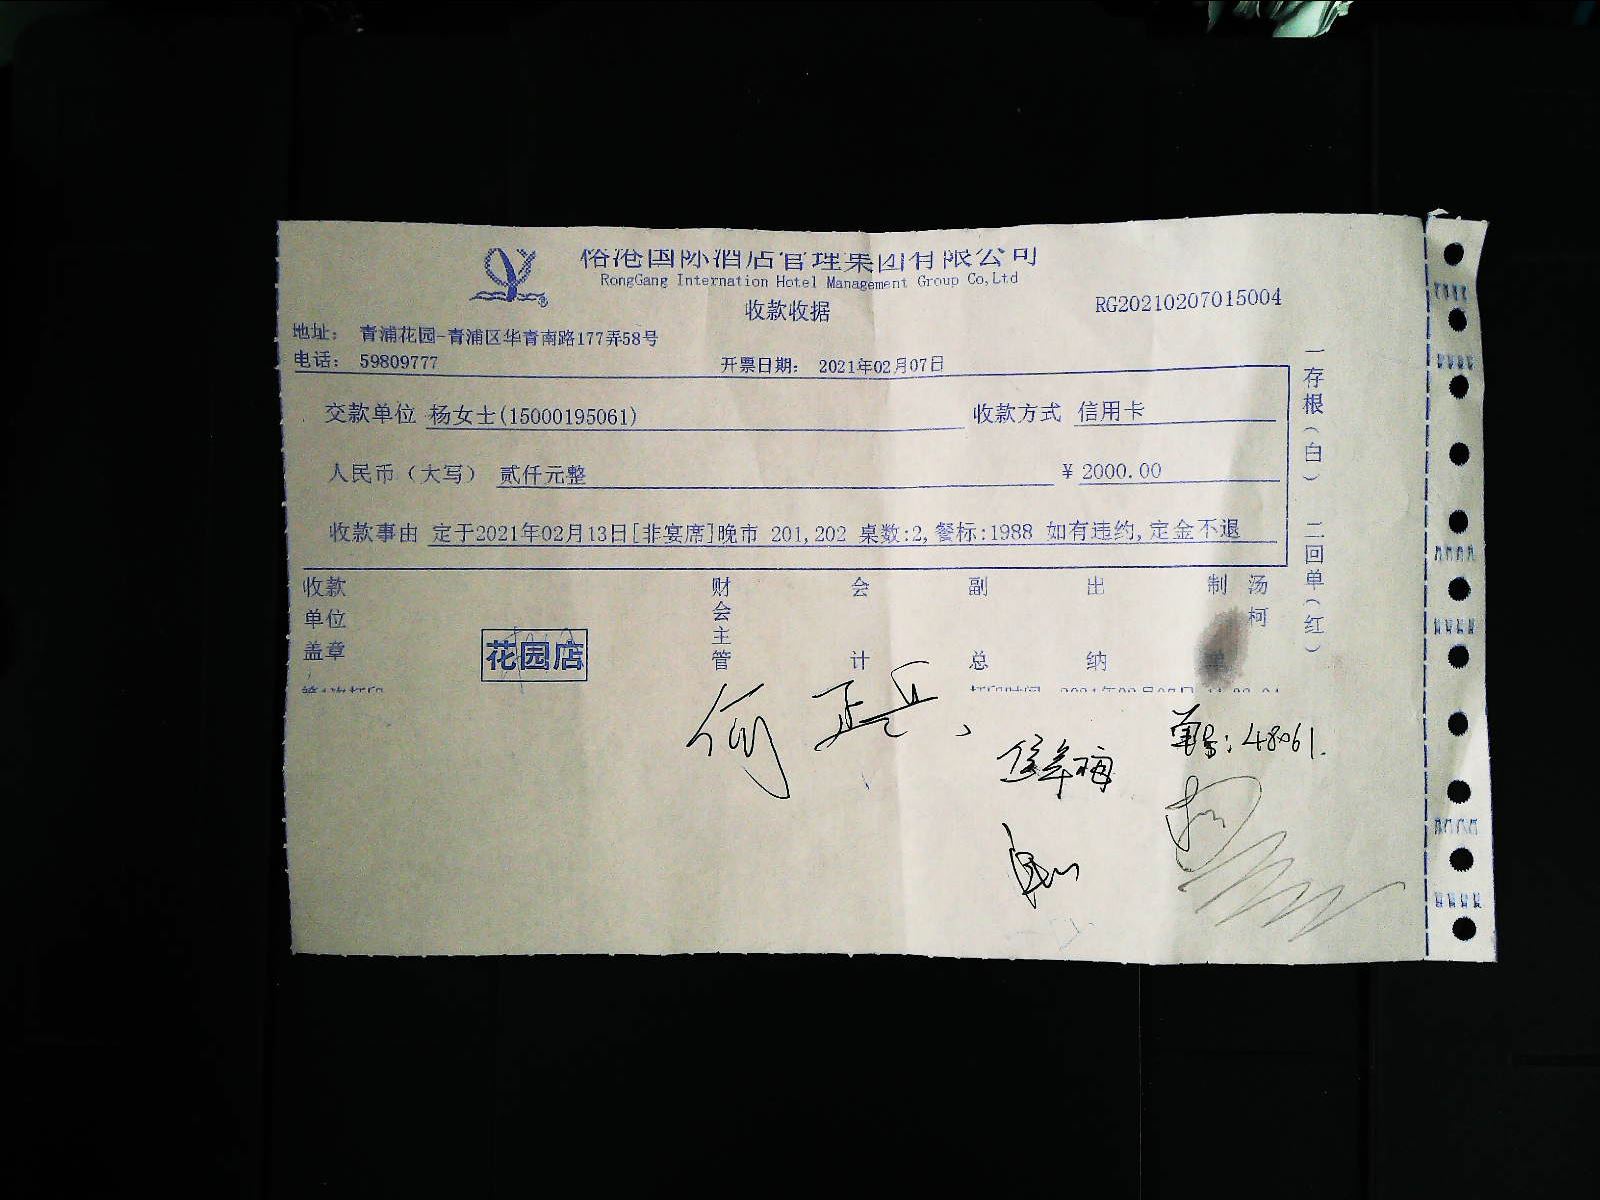 俗港国际酒店管理集团有限公司
RongGang Internation Hotel Management Group Co,Ltd
收款收据
RG20210207015004
地址： 青浦花园-青浦区华青南路177弄58号
电话： 59809777 开票日期： 2021年02月07日
交款单位 杨女士(15000195061) 收款方式 信用卡
人民币（大写） 贰仟元整 ¥ 2000.00
收款事由 定于2021年02月13日[非宴席]晚市 201,202 桌数:2,餐标:1988 如有违约,定金不退
一存根（白） 二回单（红）
收款单位盖章
花园店
财会主管
会计
副总
出纳
制单 汤柯
单号: 48061.